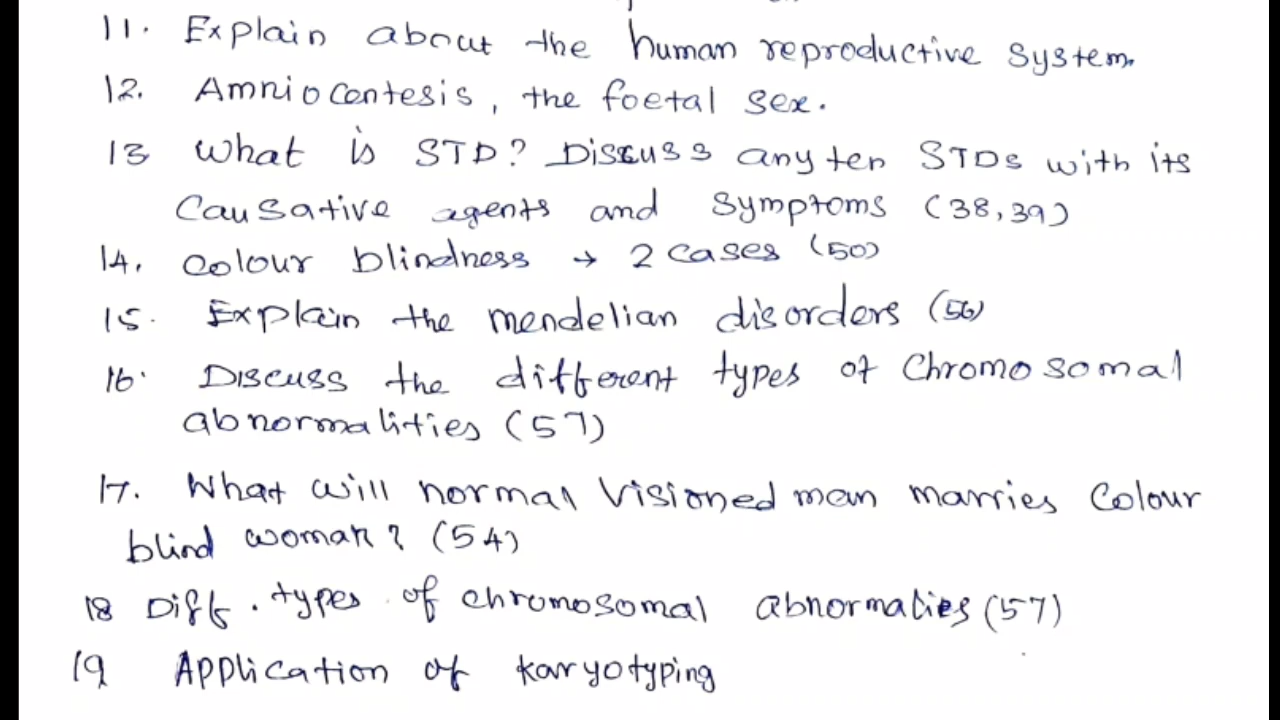 11. Explain about the human reproductive system.
12. Amniocentesis, the foetal sex.
13 What is STD? Discuss any ten STDs with its
Causative agents and Symptoms (38,39)
14. Colour blindness → 2 cases (50)
15. Explain the mendelian disorders (56)
16. Discuss the different types of Chromosomal
abnormalities (57)
17. What will normal Visioned man marries Colour
blind woman? (54)
18 Diff. types of chromosomal abnormalies (57)
19 Application of karyotyping